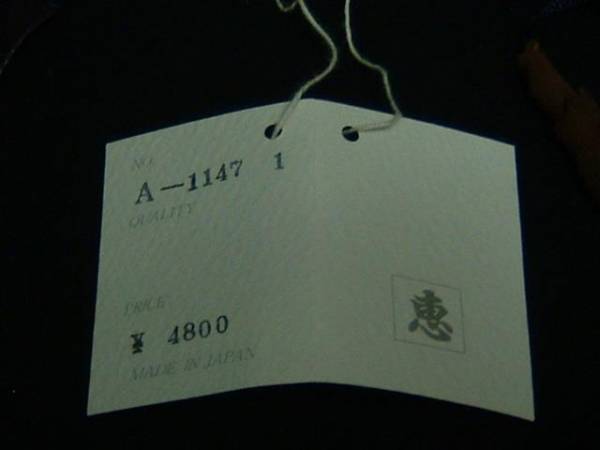 NO.
A-1147 1
QUALITY
PRICE
¥ 4800
MADE IN JAPAN
恵